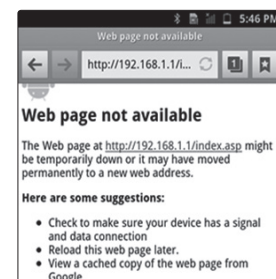 5:46 PM
Web page not available
http://192.168.1.1/i...
1
Web page not available
The Web page at http://192.168.1.1/index.asp might
be temporarily down or it may have moved
permanently to a new web address.
Here are some suggestions:
• Check to make sure your device has a signal
and data connection
• Reload this web page later.
• View a cached copy of the web page from
Google